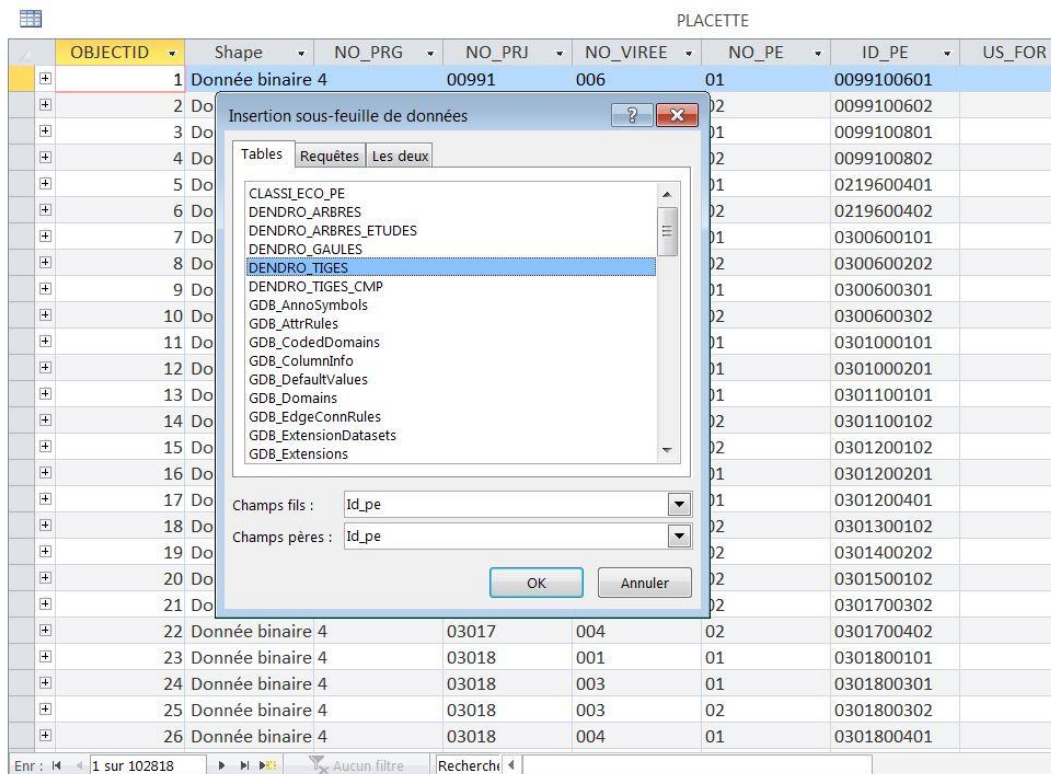 PLACETTE
OBJECTID Shape NO_PRG NO_PRJ NO_VIREE NO_PE ID_PE US_FOR
1 Donnée binaire 4 00991 006 01 0099100601
2 Do 02 0099100602
3 Do 01 0099100801
4 Do 02 0099100802
5 Do 01 0219600401
6 Do 02 0219600402
7 Do 01 0300600101
8 Do 02 0300600202
9 Do 01 0300600301
10 Do 02 0300600302
11 Do 01 0301000101
12 Do 01 0301000201
13 Do 01 0301100101
14 Do 02 0301100102
15 Do 02 0301200102
16 Do 01 0301200201
17 Do 01 0301200401
18 Do 02 0301300102
19 Do 02 0301400202
20 Do 02 0301500102
21 Do 02 0301700302
22 Donnée binaire 4 03017 004 02 0301700402
23 Donnée binaire 4 03018 001 01 0301800101
24 Donnée binaire 4 03018 003 01 0301800301
25 Donnée binaire 4 03018 003 02 0301800302
26 Donnée binaire 4 03018 004 01 0301800401
Insertion sous-feuille de données
Tables Requêtes Les deux
CLASSI_ECO_PE
DENDRO_ARBRES
DENDRO_ARBRES_ETUDES
DENDRO_GAULES
DENDRO_TIGES
DENDRO_TIGES_CMP
GDB_AnnoSymbols
GDB_AttrRules
GDB_CodedDomains
GDB_ColumnInfo
GDB_DefaultValues
GDB_Domains
GDB_EdgeConnRules
GDB_ExtensionDatasets
GDB_Extensions
Champs fils : Id_pe
Champs pères : Id_pe
OK Annuler
Enr : 1 sur 102818 Aucun filtre Recherche